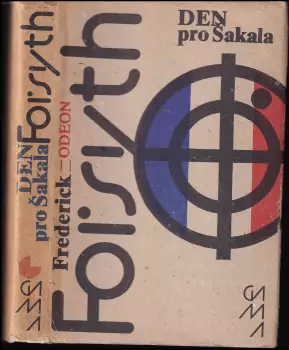 DEN
pro Šakala
Forsyth
Frederick ODEON
DEN
pro Šakala
Forsyth